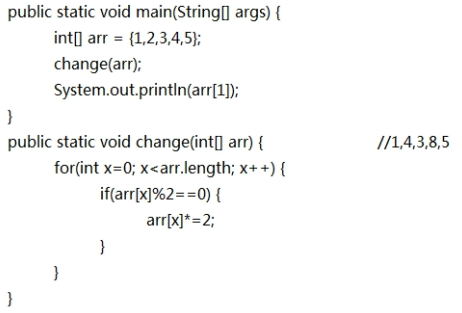 public static void main(String[] args) {
int[] arr = {1,2,3,4,5};
change(arr);
System.out.println(arr[1]);
}
public static void change(int[] arr) { //1,4,3,8,5
for(int x=0; x<arr.length; x++) {
if(arr[x]%2==0) {
arr[x]*=2;
}
}
}